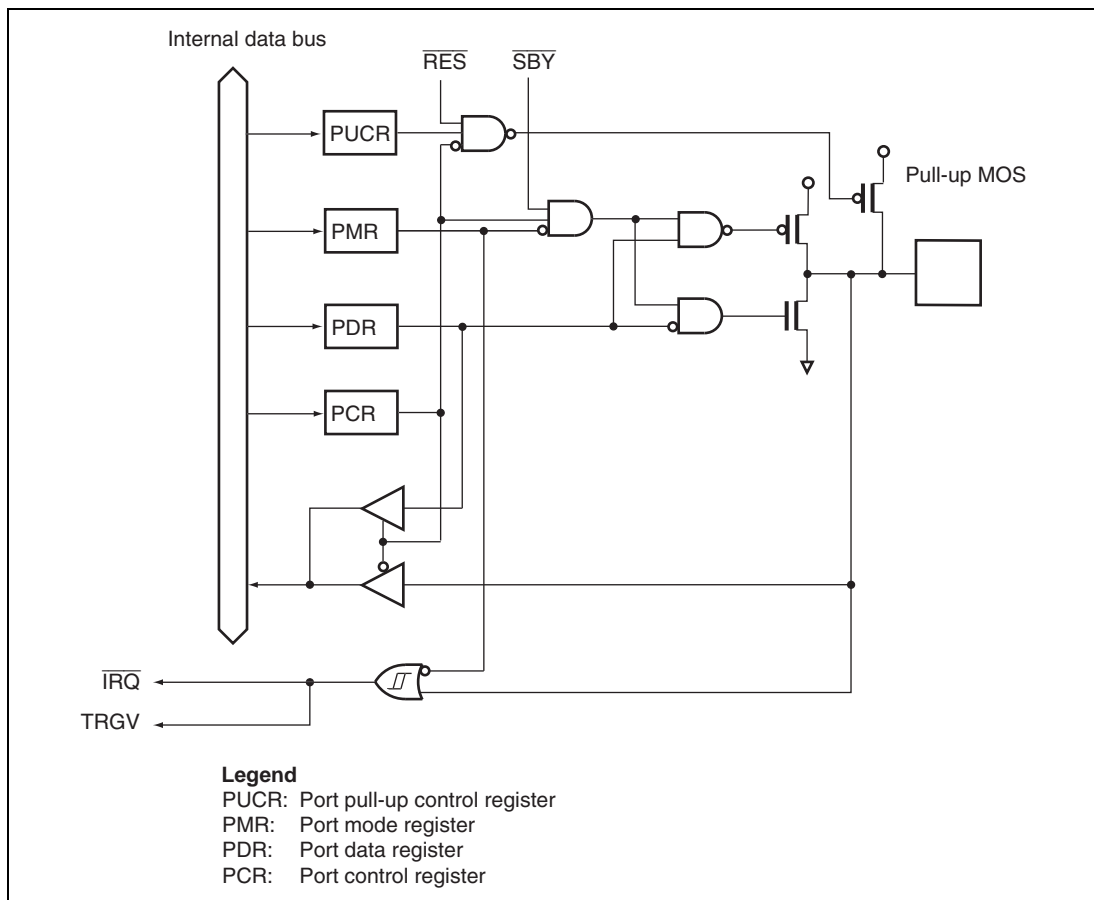 Internal data bus
RES
SBY
PUCR
Pull-up MOS
PMR
PDR
PCR
IRQ
TRGV
Legend
PUCR: Port pull-up control register
PMR: Port mode register
PDR: Port data register
PCR: Port control register